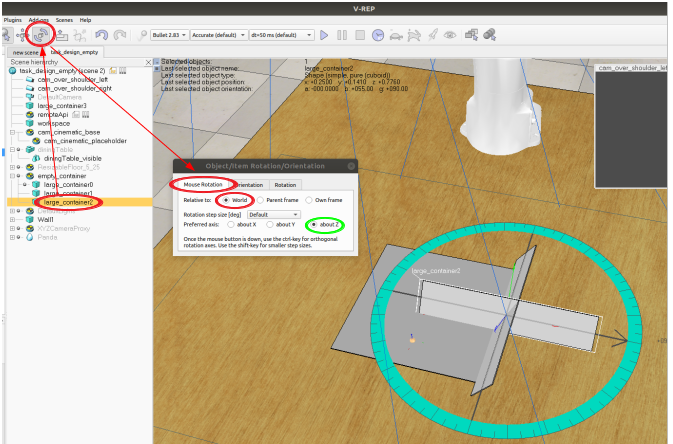 V-REP
Plugins Add-ons Scenes Help
Bullet 2.83 Accurate (default) dt=50 ms (default)
new scene task_design_empty
Scene hierarchy
Selected objects: 1
Last selected object name: large_container2
Last selected object type: Shape (simple, pure (cuboid))
Last selected object position x: +0.2500 y: +0.1410 z: +0.7750
Last selected object orientation a: -000.0000 b: +055.00 g: +090.00
cam_over_shoulder_lef
task_design_empty (scene 2)
cam_over_shoulder_left
cam_over_shoulder_right
DefaultCamera
large_container3
remoteApi
workspace
cam_cinematic_base
cam_cinematic_placeholder
diningTable
diningTable_visible
ResizableFloor_5_25
empty_container
large_container0
large_container1
large_container2
Wall1
XYZCameraProxy
Panda
Object/Item Rotation/Orientation
Mouse Rotation Orientation Rotation
Relative to: World Parent frame Own frame
Rotation step size [deg] Default
Preferred axis: about X about Y about Z
Once the mouse button is down, use the ctrl-key for orthogonal
rotation axes. Use the shift-key for smaller step sizes.
large_container2